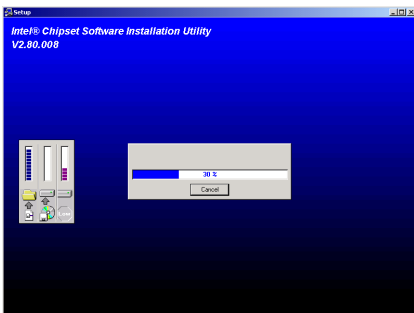 Setup
Intel® Chipset Software Installation Utility
V2.80.008
30 %
Cancel